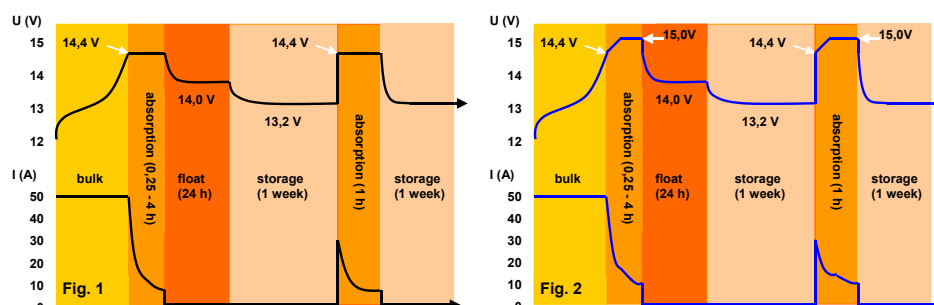 U (V)
15
14
13
12
I (A)
50
40
30
20
10
0
14,4 V
14,0 V
13,2 V
14,4 V
bulk
absorption (0,25 - 4 h)
float
(24 h)
storage
(1 week)
absorption (1 h)
storage
(1 week)
Fig. 1
U (V)
15
14
13
12
I (A)
50
40
30
20
10
0
14,4 V
15,0V
14,0 V
13,2 V
14,4 V
15,0V
bulk
absorption (0,25 - 4 h)
float
(24 h)
storage
(1 week)
absorption (1 h)
storage
(1 week)
Fig. 2